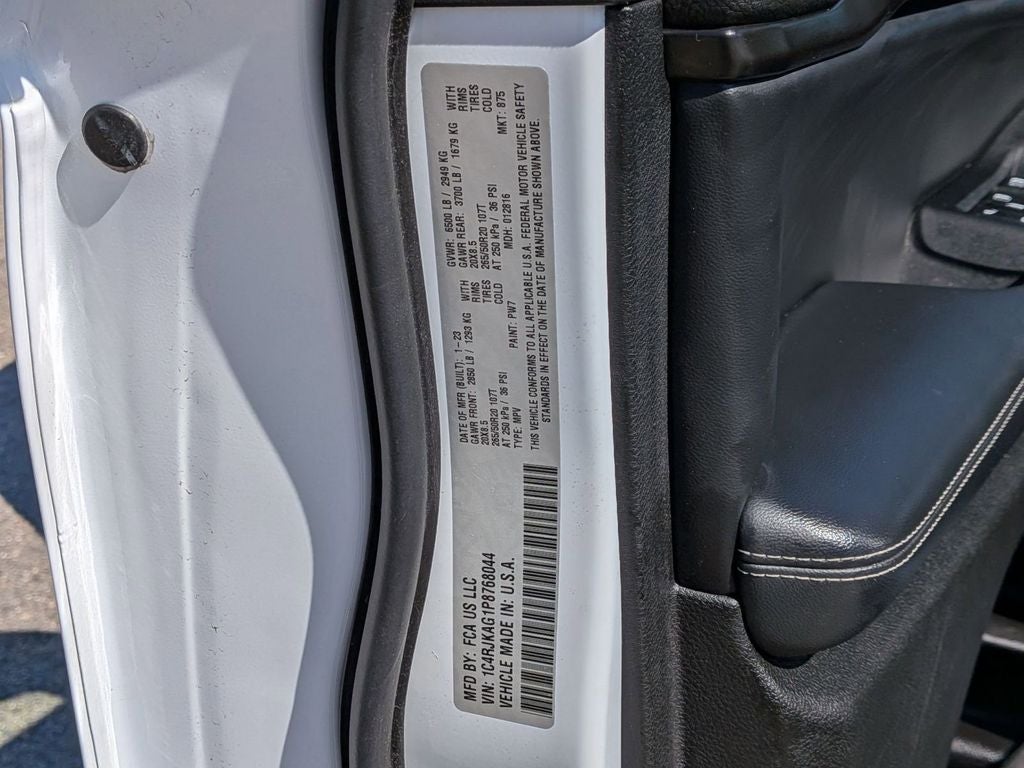 MFD BY: FCA US LLC
VIN: 1C4RJKAG1P8768044
VEHICLE MADE IN: U.S.A.
DATE OF MFR (BUILT): 1-23 GVWR: 6500 LB / 2949 KG
GAWR FRONT: 2850 LB / 1293 KG WITH GAWR REAR: 3700 LB / 1679 KG WITH
20X8.5 RIMS 20X8.5 RIMS
265/50R20 107T TIRES 265/50R20 107T TIRES
AT 250 kPa / 36 PSI COLD AT 250 kPa / 36 PSI COLD
TYPE: MPV PAINT: PW7 MDH: 012816 MKT: 875
THIS VEHICLE CONFORMS TO ALL APPLICABLE U.S.A. FEDERAL MOTOR VEHICLE SAFETY
STANDARDS IN EFFECT ON THE DATE OF MANUFACTURE SHOWN ABOVE.